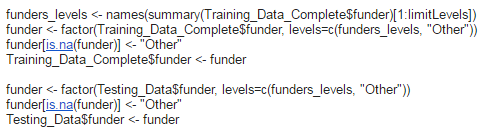 funders_levels <- names(summary(Training_Data_Complete$funder)[1:limitLevels])
funder <- factor(Training_Data_Complete$funder, levels=c(funders_levels, "Other"))
funder[is.na(funder)] <- "Other"
Training_Data_Complete$funder <- funder

funder <- factor(Testing_Data$funder, levels=c(funders_levels, "Other"))
funder[is.na(funder)] <- "Other"
Testing_Data$funder <- funder